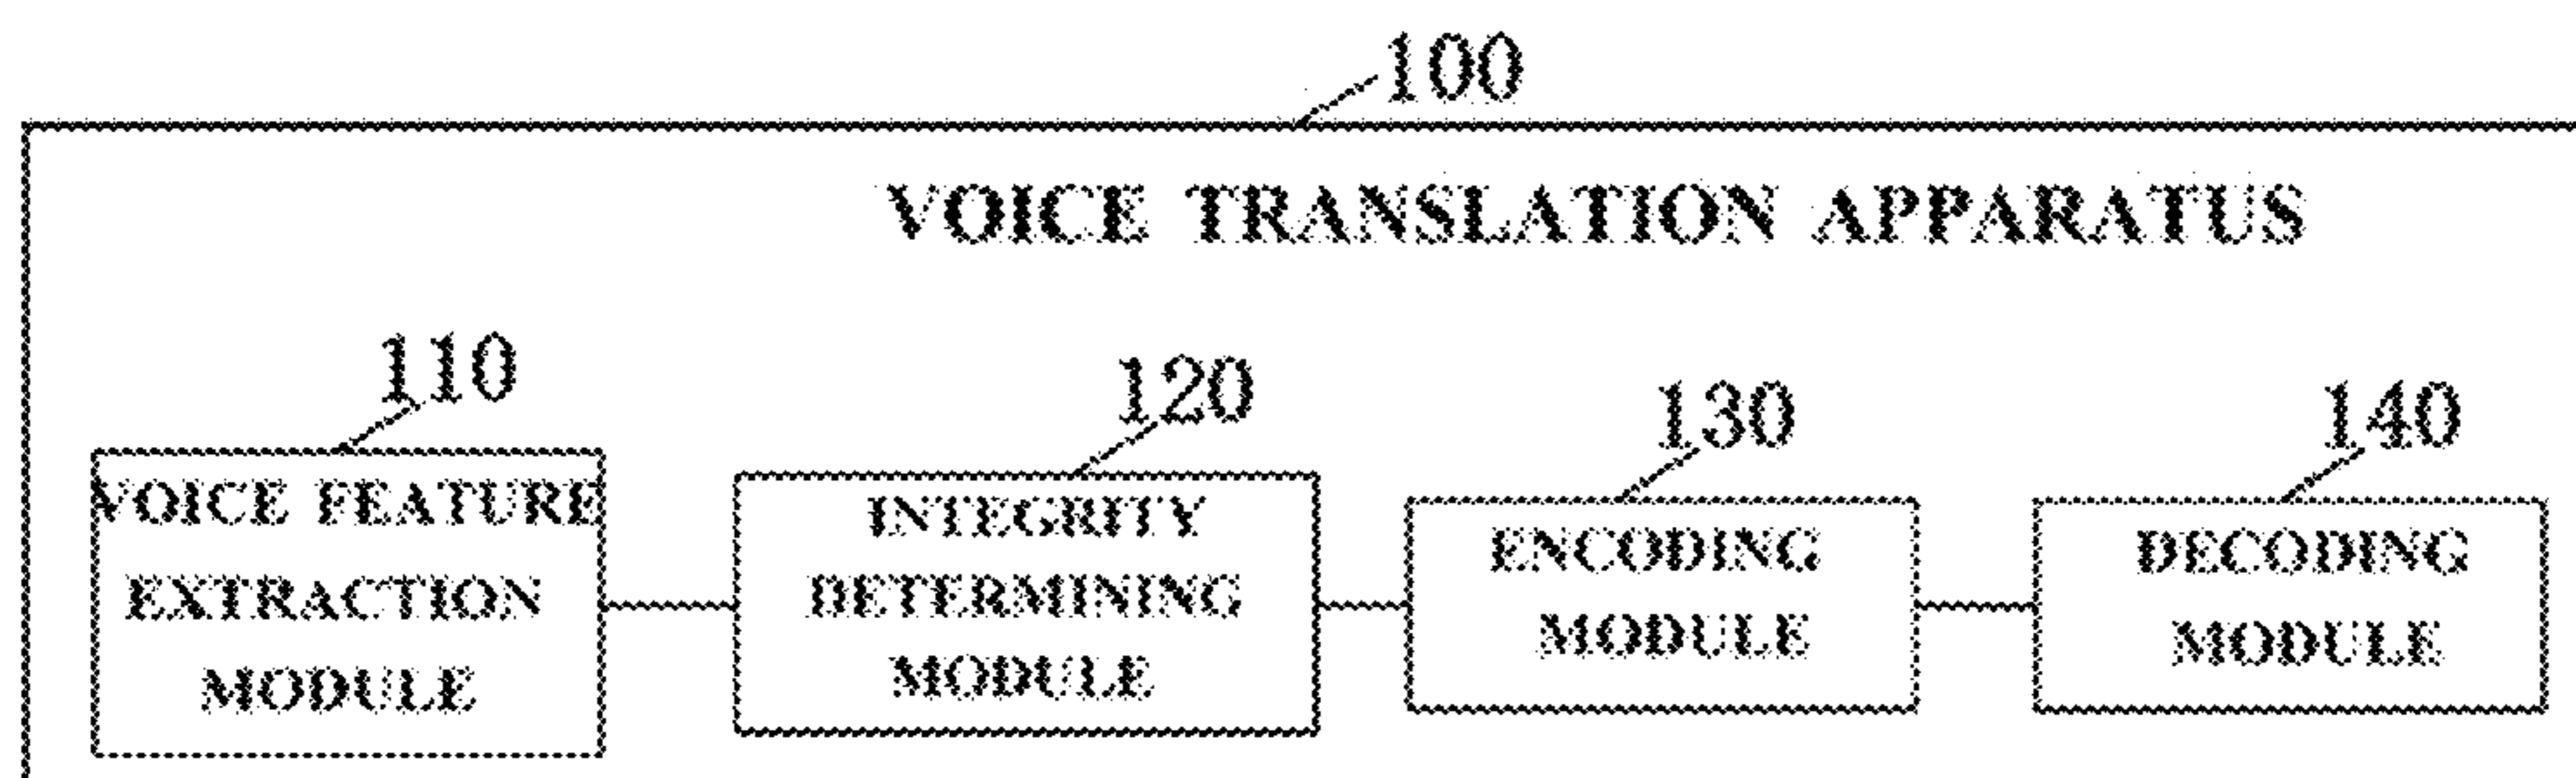 100
VOICE TRANSLATION APPARATUS
110
120
130
140
VOICE FEATURE
EXTRACTION
MODULE
INTEGRITY
DETERMINING
MODULE
ENCODING
MODULE
DECODING
MODULE